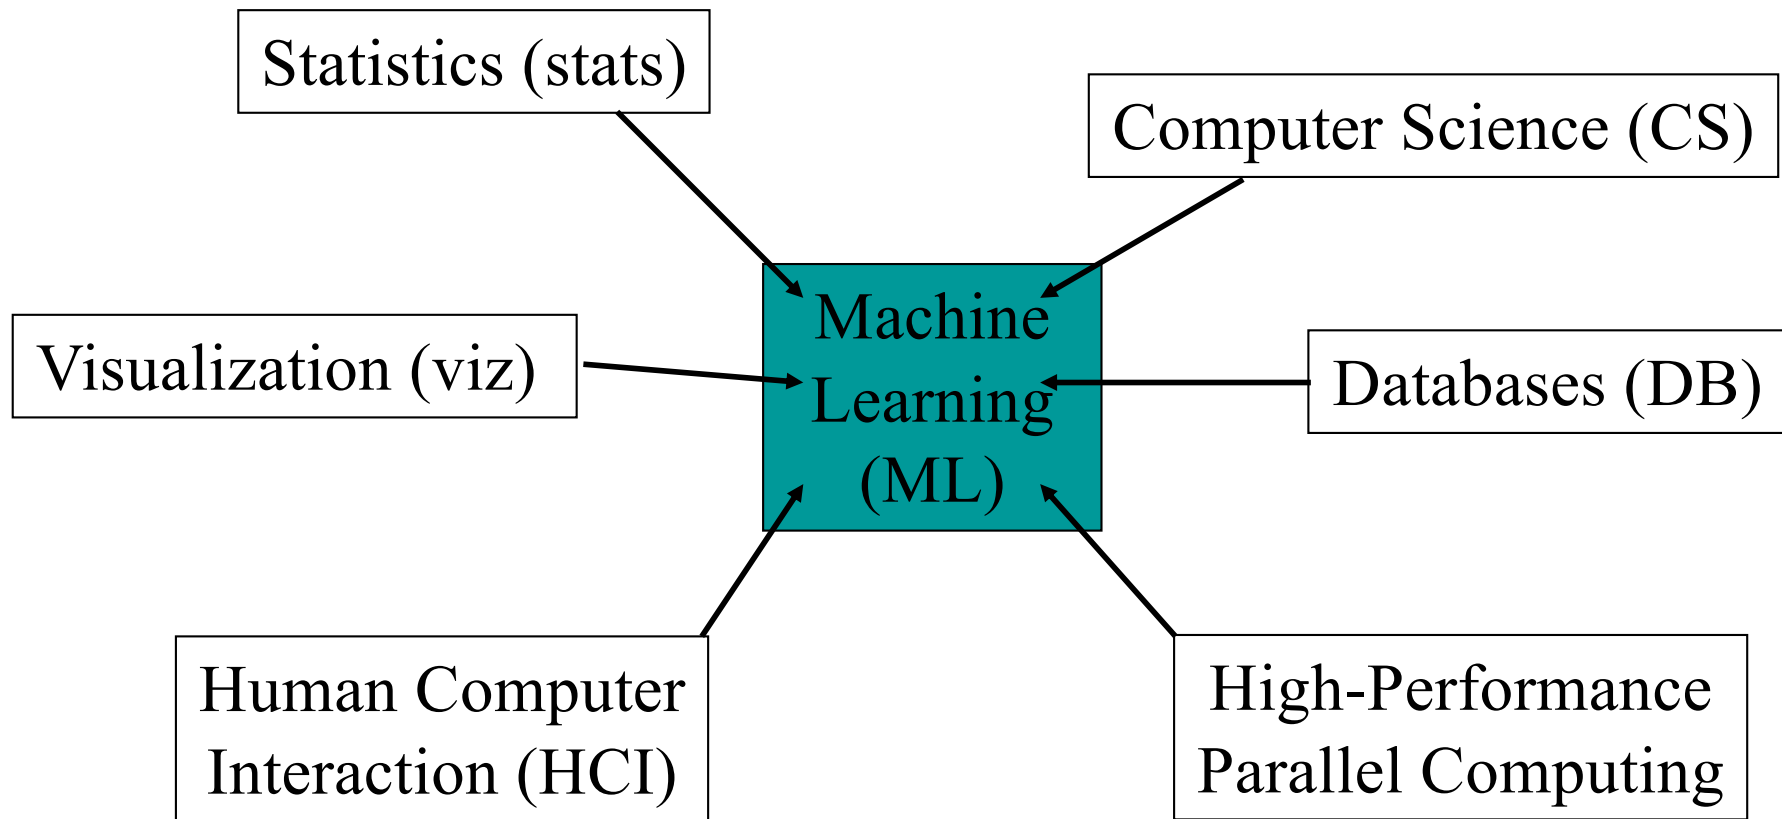 Statistics (stats)
Computer Science (CS)
Machine
Learning
(ML)
Visualization (viz)
Databases (DB)
Human Computer
Interaction (HCI)
High-Performance
Parallel Computing